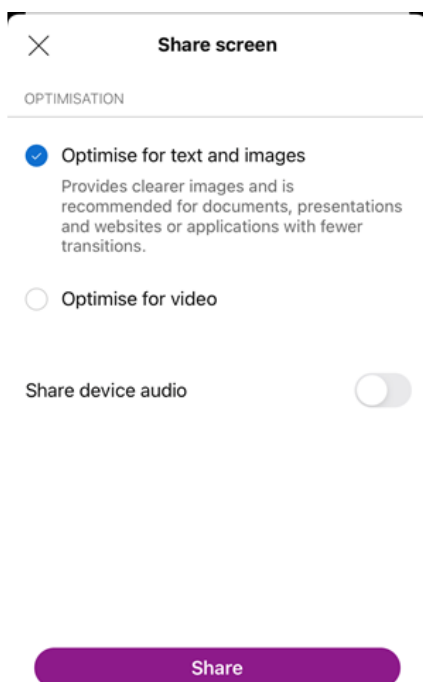 Share screen
OPTIMISATION
Optimise for text and images
Provides clearer images and is
recommended for documents, presentations
and websites or applications with fewer
transitions.
Optimise for video
Share device audio
Share